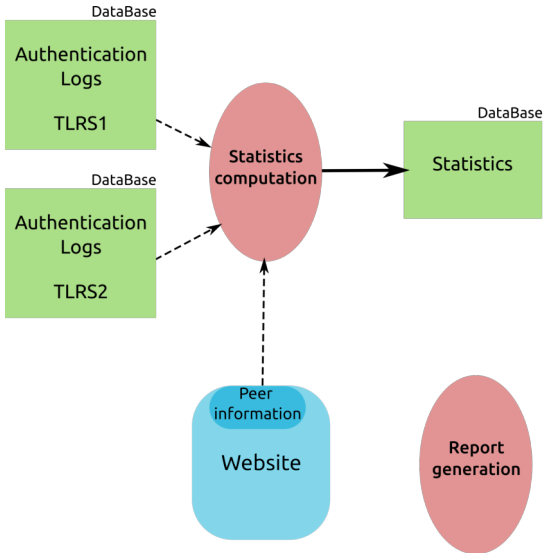 DataBase
Authentication
Logs
TLRS1
DataBase
Authentication
Logs
TLRS2
Statistics
computation
DataBase
Statistics
Peer
information
Website
Report
generation